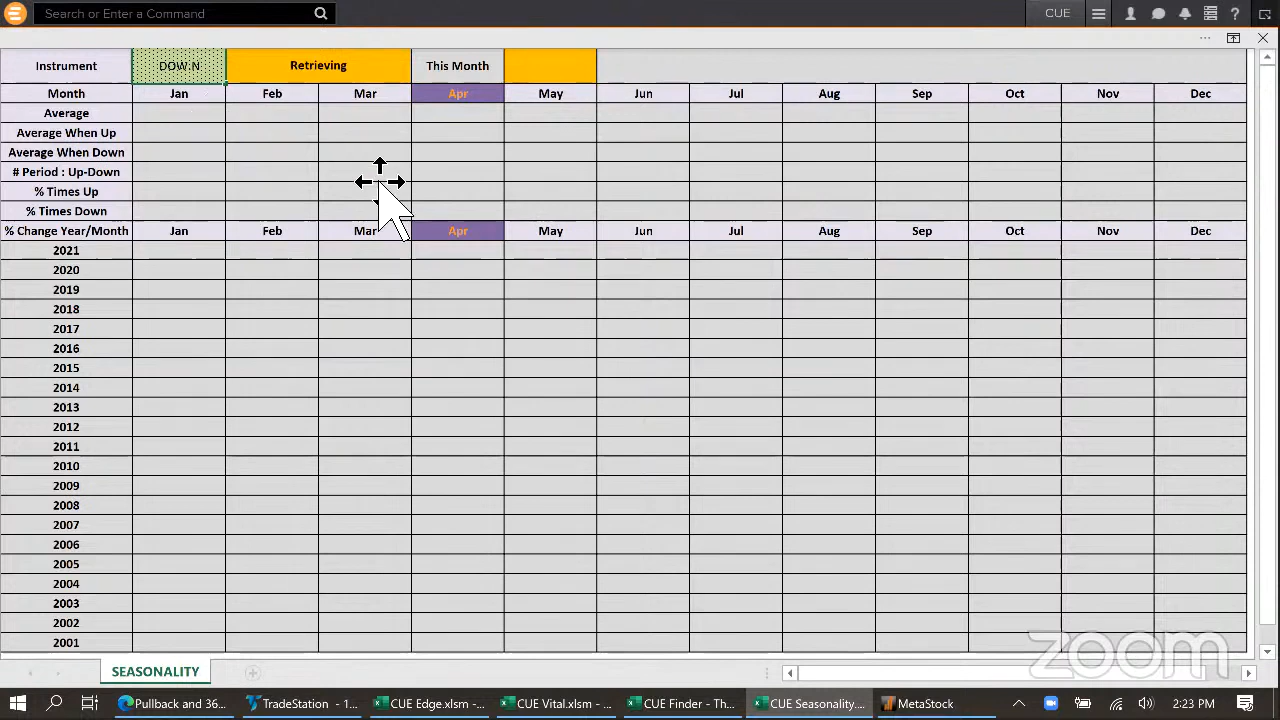 Search or Enter a Command
CUE
Instrument DOW.N Retrieving This Month
Month Jan Feb Mar Apr May Jun Jul Aug Sep Oct Nov Dec
Average
Average When Up
Average When Down
# Period : Up-Down
% Times Up
% Times Down
% Change Year/Month Jan Feb Mar Apr May Jun Jul Aug Sep Oct Nov Dec
2021
2020
2019
2018
2017
2016
2015
2014
2013
2012
2011
2010
2009
2008
2007
2006
2005
2004
2003
2002
2001
zoom
SEASONALITY
Pullback and 36... TradeStation - 1... CUE Edge.xlsm -... CUE Vital.xlsm - ... CUE Finder - Th... CUE Seasonality,... MetaStock 2:23 PM